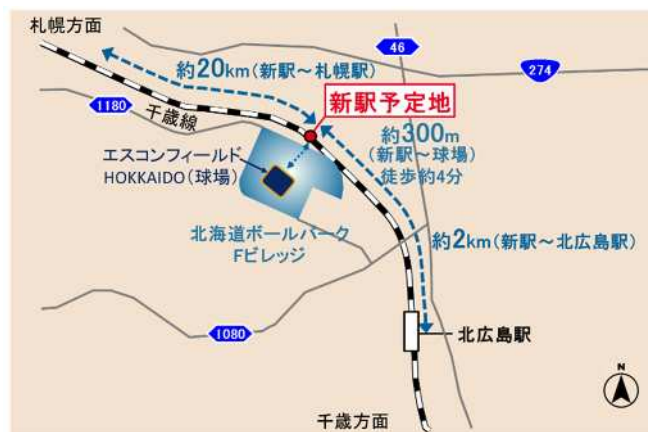 札幌方面
46
約20km(新駅～札幌駅)
274
新駅予定地
1180
千歳線
約300m
(新駅～球場)
徒歩約4分
エスコンフィールド
HOKKAIDO(球場)
北海道ボールパーク
Fビレッジ
約2km(新駅～北広島駅)
1080
北広島駅
N
千歳方面